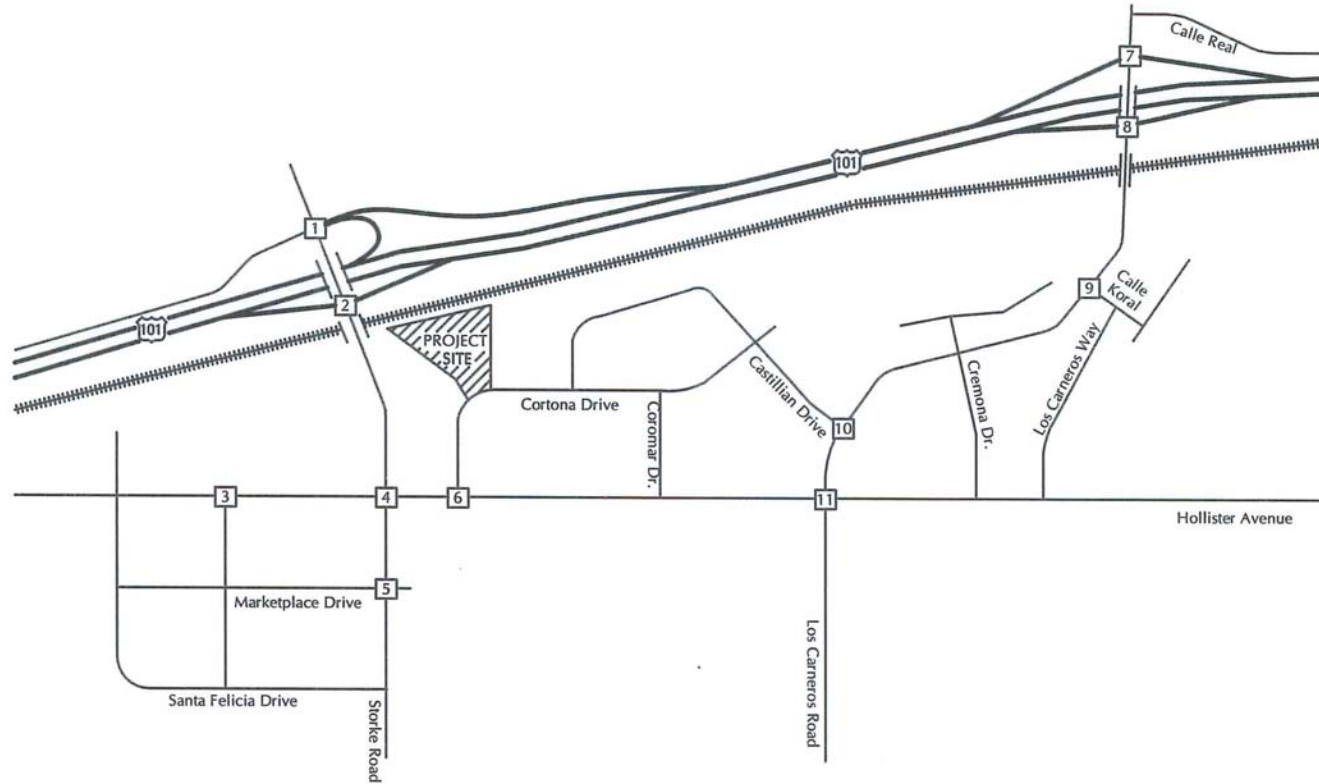 Calle Real
7
8
101
1
2
101
9
Calle
Koral
PROJECT
SITE
Cortona Drive
Coromar Dr.
Castillian Drive
10
Cremona Dr.
Los Carneros Way
3
4
6
11
Hollister Avenue
5
Marketplace Drive
Santa Felicia Drive
Storke Road
Los Carneros Road